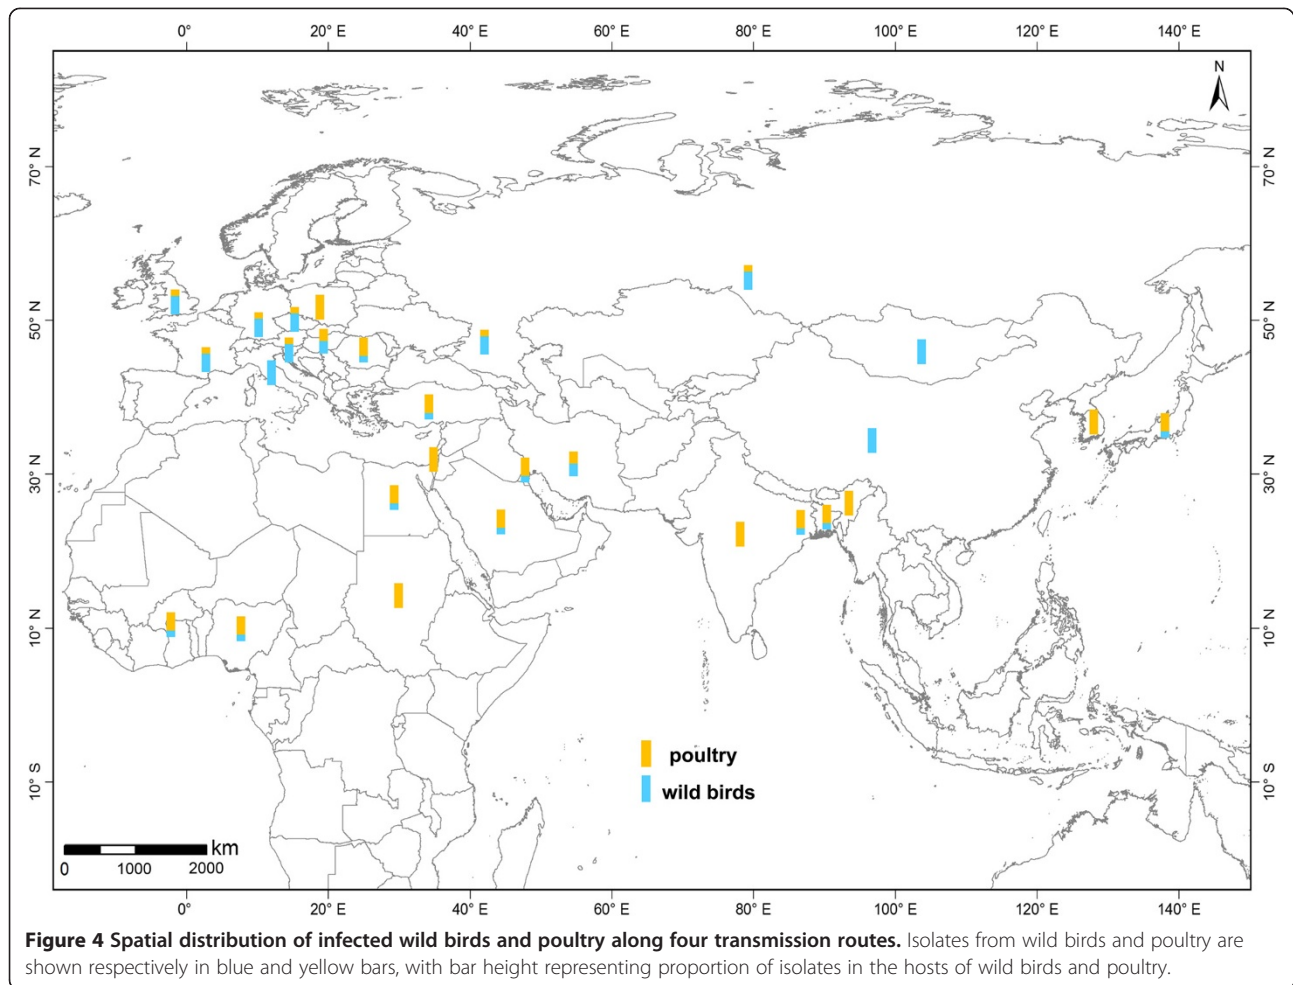 0° 20° E 40° E 60° E 80° E 100° E 120° E 140° E
N
70° N 70° N
50° N 50° N
30° N 30° N
10° N 10° N
poultry
wild birds
10° S 10° S
km
0 1000 2000
0° 20° E 40° E 60° E 80° E 100° E 120° E 140° E
Figure 4 Spatial distribution of infected wild birds and poultry along four transmission routes. Isolates from wild birds and poultry are
shown respectively in blue and yellow bars, with bar height representing proportion of isolates in the hosts of wild birds and poultry.